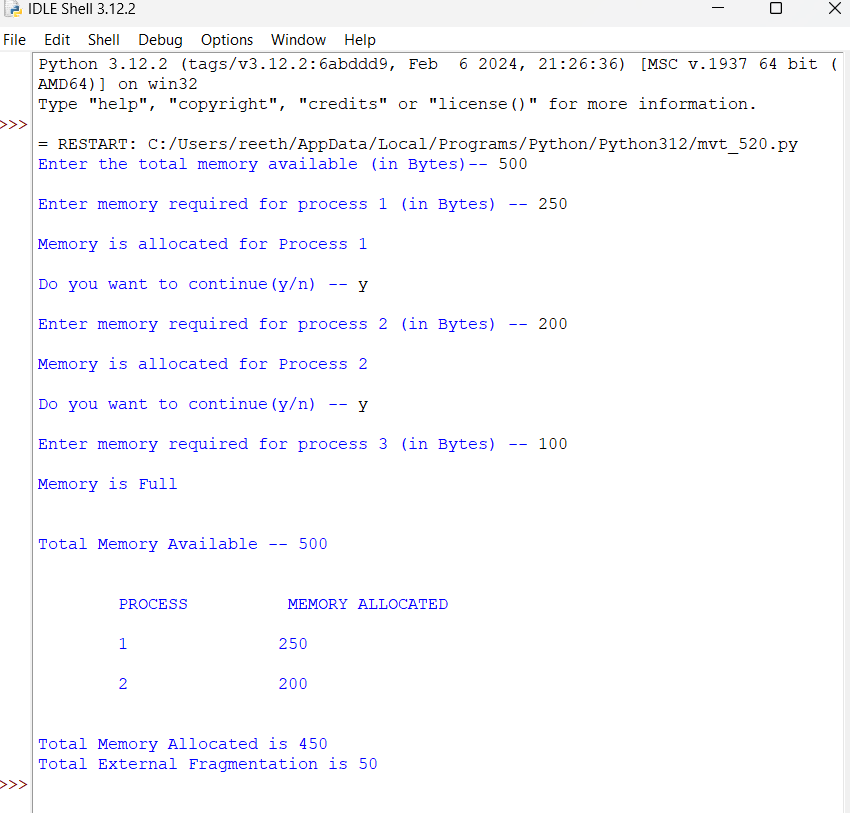 IDLE Shell 3.12.2
File Edit Shell Debug Options Window Help
Python 3.12.2 (tags/v3.12.2:6abddd9, Feb  6 2024, 21:26:36) [MSC v.1937 64 bit (
AMD64)] on win32
Type "help", "copyright", "credits" or "license()" for more information.
>>>
= RESTART: C:/Users/reeth/AppData/Local/Programs/Python/Python312/mvt_520.py
Enter the total memory available (in Bytes)-- 500
Enter memory required for process 1 (in Bytes) -- 250
Memory is allocated for Process 1
Do you want to continue(y/n) -- y
Enter memory required for process 2 (in Bytes) -- 200
Memory is allocated for Process 2
Do you want to continue(y/n) -- y
Enter memory required for process 3 (in Bytes) -- 100
Memory is Full
Total Memory Available -- 500
PROCESS MEMORY ALLOCATED
1 250
2 200
Total Memory Allocated is 450
Total External Fragmentation is 50
>>>